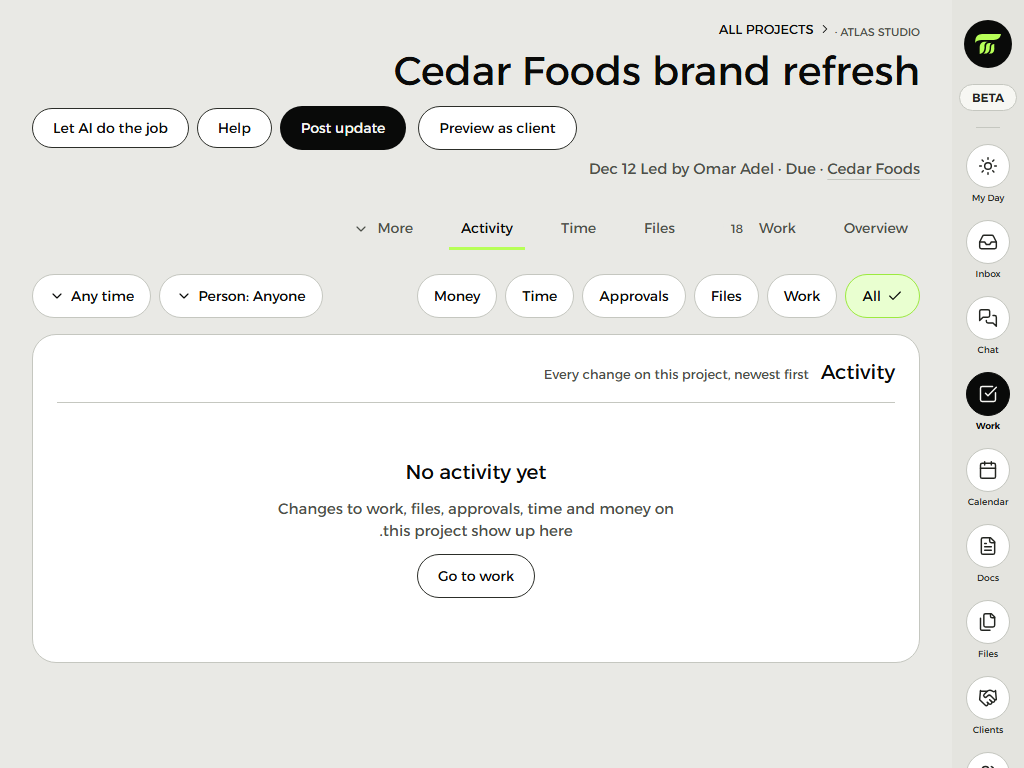 ALL PROJECTS
· ATLAS STUDIO
Cedar Foods brand refresh
Let AI do the job
Help
Post update
Preview as client
Dec 12 Led by Omar Adel · Due · Cedar Foods
More
Activity
Time
Files
18
Work
Overview
Any time
Person: Anyone
Money
Time
Approvals
Files
Work
All
Every change on this project, newest first
Activity
No activity yet
Changes to work, files, approvals, time and money on
.this project show up here
Go to work
BETA
My Day
Inbox
Chat
Work
Calendar
Docs
Files
Clients